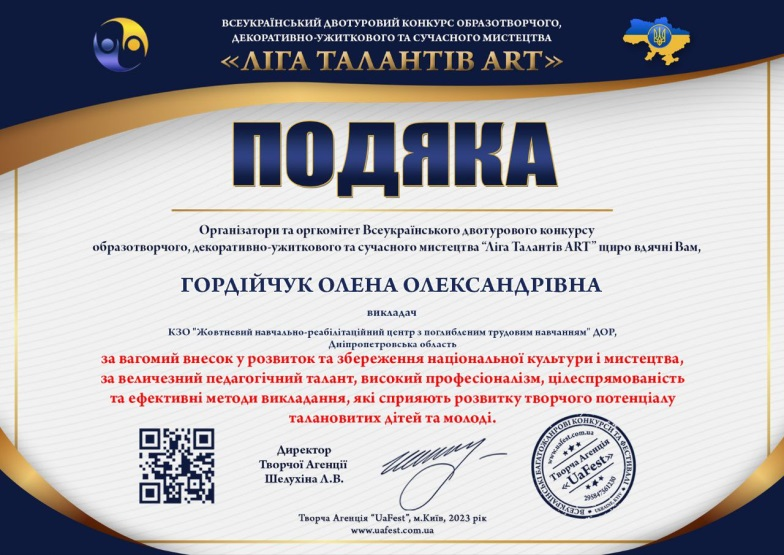 ВСЕУКРАЇНСЬКИЙ ДВОТУРОВИЙ КОНКУРС ОБРАЗОТВОРЧОГО,
ДЕКОРАТИВНО-УЖИТКОВОГО ТА СУЧАСНОГО МИСТЕЦТВА
«ЛІГА ТАЛАНТІВ ART»
ПОДЯКА
Організатори та оргкомітет Всеукраїнського двотурового конкурсу
образотворчого, декоративно-ужиткового та сучасного мистецтва “Ліга Талантів ART” щиро вдячні Вам,
ГОРДІЙЧУК ОЛЕНА ОЛЕКСАНДРІВНА
викладач
КЗО "Жовтневий навчально-реабілітаційний центр з поглибленим трудовим навчанням" ДОР,
Дніпропетровська область
за вагомий внесок у розвиток та збереження національної культури і мистецтва,
за величезний педагогічний талант, високий професіоналізм, цілеспрямованість
та ефективні методи викладання, які сприяють розвитку творчого потенціалу
талановитих дітей та молоді.
Директор
Творчої Агенції
Шелухіна Л.В.
ВСЕУКРАЇНСЬКІ БАГАТОЖАНРОВІ КОНКУРСИ ТА ФЕСТИВАЛІ
www.uafest.com.ua
Творча Агенція
«UaFest»
Творча Агенція "UaFest", м.Київ, 2023 рік
www.uafest.com.ua